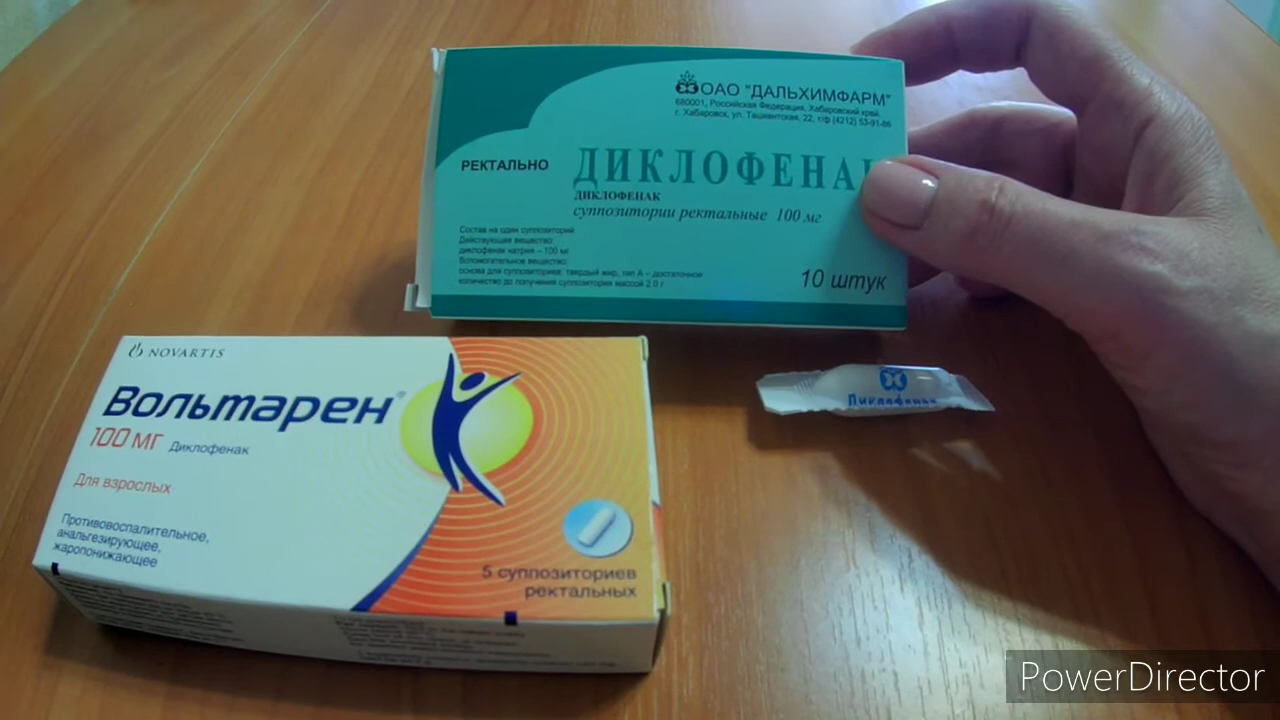 ОАО "ДАЛЬХИМФАРМ"
680001, Российская Федерация, Хабаровский край,
г. Хабаровск, ул. Ташкентская, 22, т/ф (4212) 53-91-86
РЕКТАЛЬНО
ДИКЛОФЕНА
ДИКЛОФЕНАК
суппозитории ректальные 100 мг
Состав на один суппозиторий
Действующее вещество:
диклофенак натрия – 100 мг
Вспомогательное вещество:
основа для суппозиториев: твердый жир, тип А – достаточное
количество до получения суппозитория массой 2.0 г
10 штук
NOVARTIS
Вольтарен®
100 мг Диклофенак
Для взрослых
Противовоспалительное,
анальгезирующее,
жаропонижающее
5 суппозиториев
ректальных
Диклофенак
PowerDirector